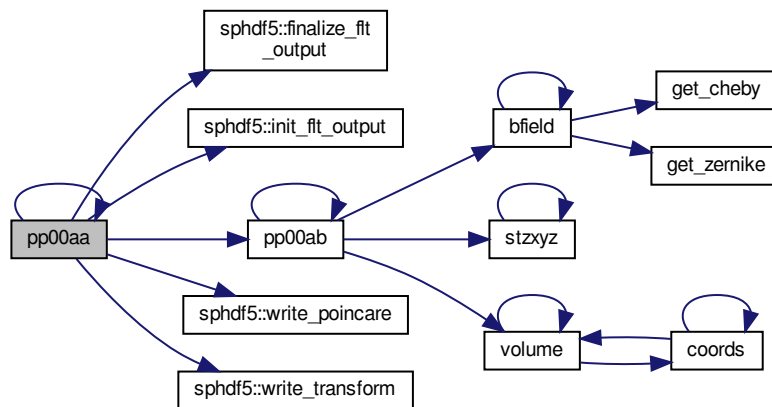 sphdf5::finalize_flt
_output
sphdf5::init_flt_output
pp00aa
pp00ab
sphdf5::write_poincare
sphdf5::write_transform
bfield
stzxyz
volume
get_cheby
get_zernike
coords